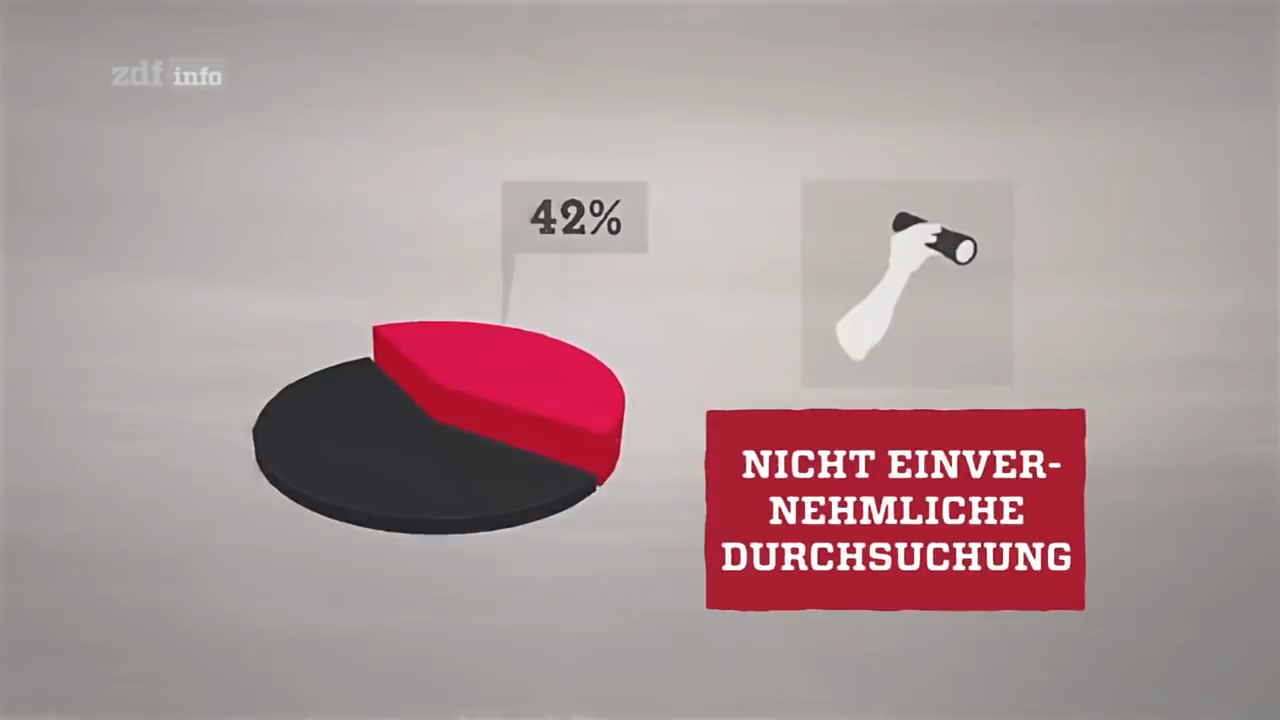 zdf info
42%
NICHT EINVER-
NEHMLICHE
DURCHSUCHUNG